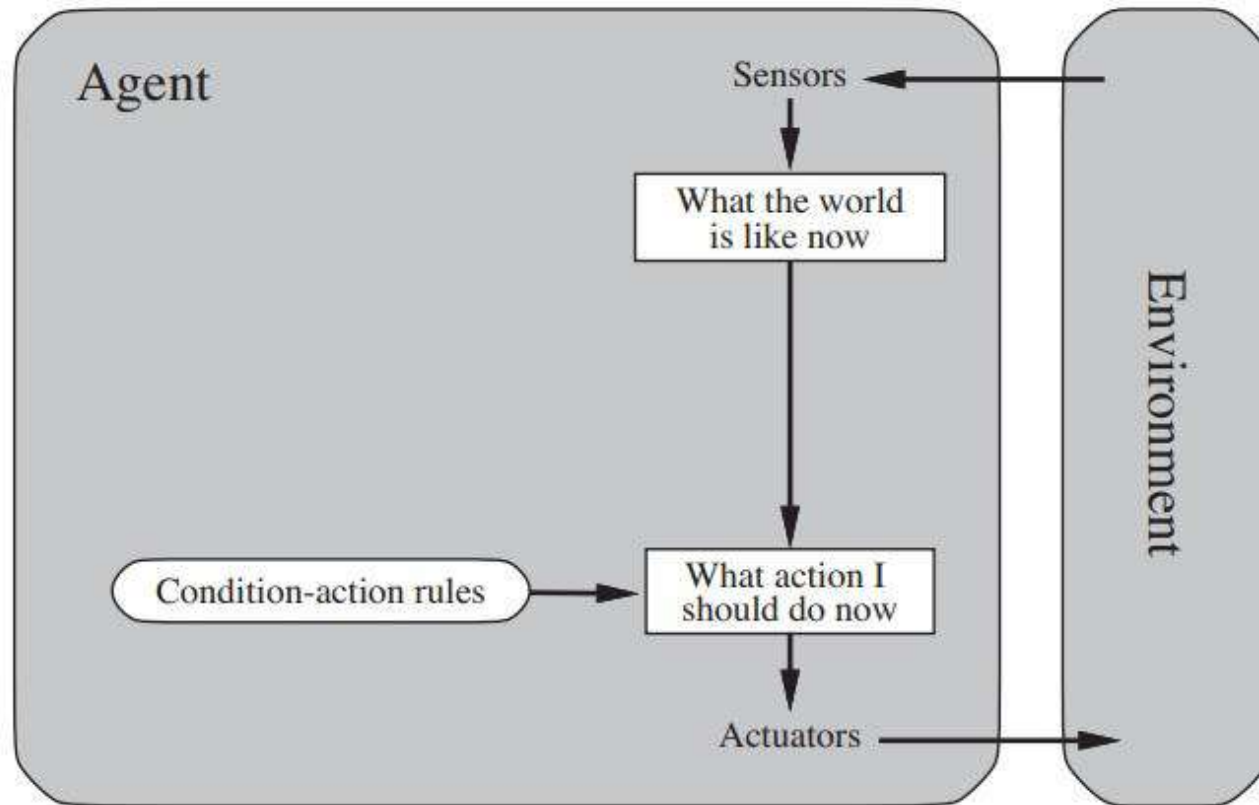 Agent
Sensors
What the world
is like now
Environment
Condition-action rules
What action I
should do now
Actuators